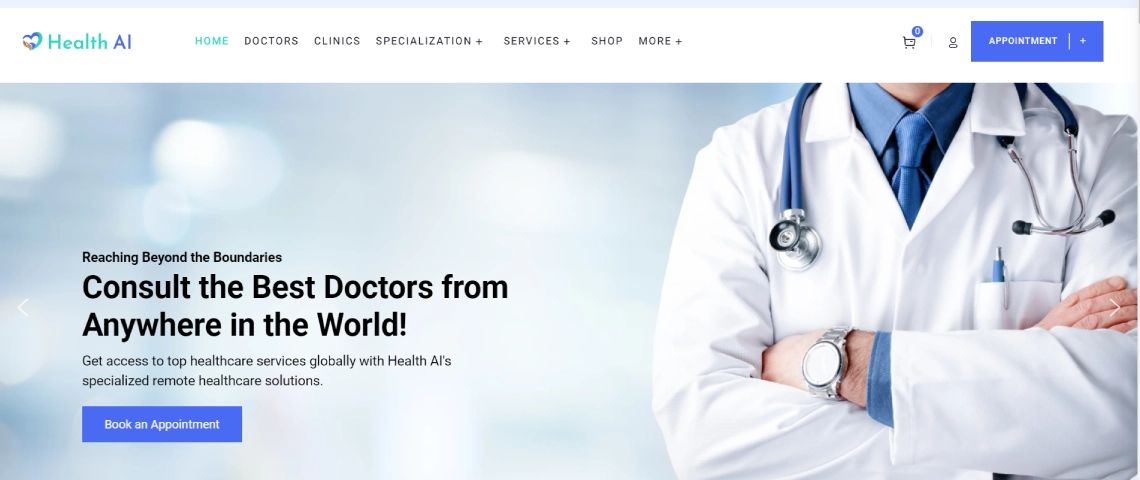 Health AI
HOME DOCTORS CLINICS SPECIALIZATION + SERVICES + SHOP MORE +
0
APPOINTMENT +
Reaching Beyond the Boundaries
Consult the Best Doctors from
Anywhere in the World!
Get access to top healthcare services globally with Health AI's
specialized remote healthcare solutions.
Book an Appointment